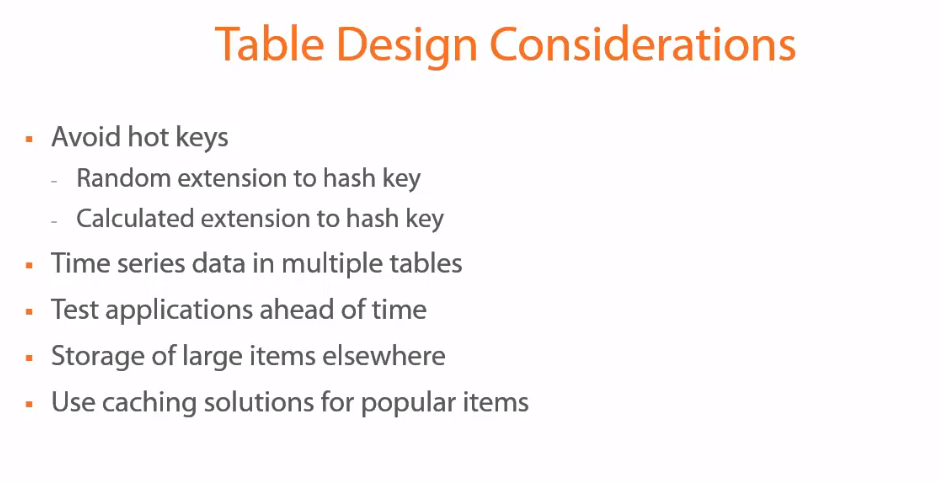 Table Design Considerations
▪ Avoid hot keys
- Random extension to hash key
- Calculated extension to hash key
▪ Time series data in multiple tables
▪ Test applications ahead of time
▪ Storage of large items elsewhere
▪ Use caching solutions for popular items